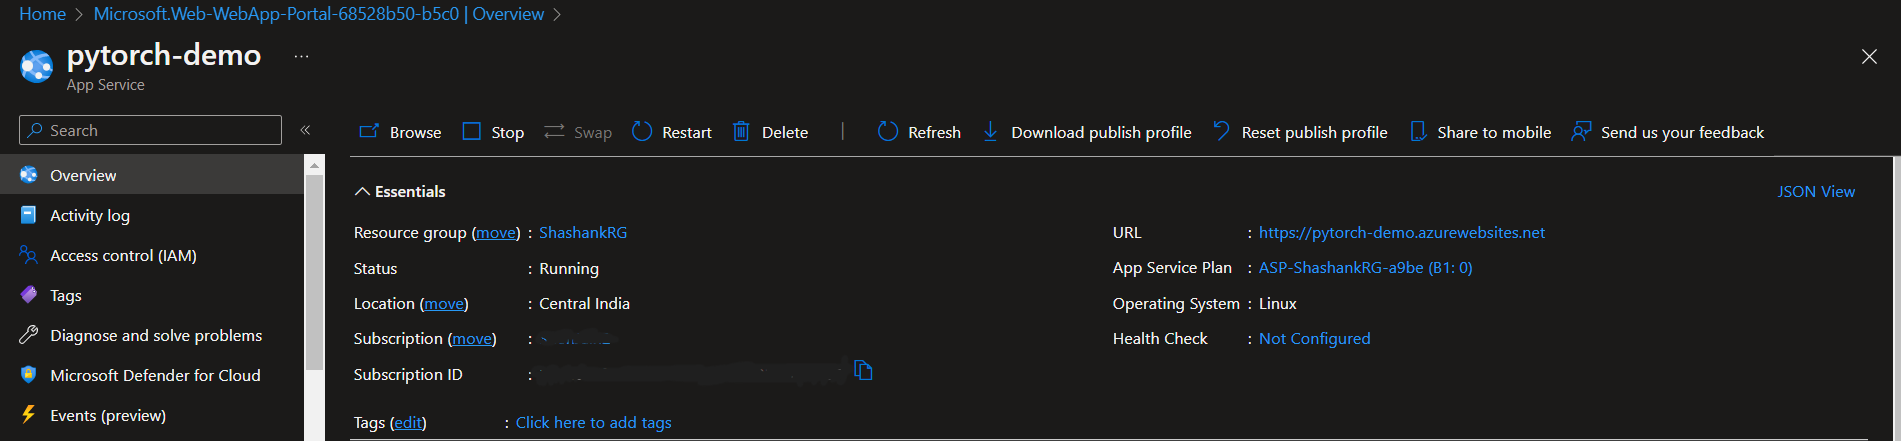 Home > Microsoft.Web-WebApp-Portal-68528b50-b5c0 | Overview >
pytorch-demo ...
App Service
Search «
Overview
Activity log
Access control (IAM)
Tags
Diagnose and solve problems
Microsoft Defender for Cloud
Events (preview)
Browse Stop Swap Restart Delete | Refresh Download publish profile Reset publish profile Share to mobile Send us your feedback
Essentials JSON View
Resource group (move) : ShashankRG
Status : Running
Location (move) : Central India
Subscription (move) :
Subscription ID :
Tags (edit) : Click here to add tags
URL : https://pytorch-demo.azurewebsites.net
App Service Plan : ASP-ShashankRG-a9be (B1: 0)
Operating System : Linux
Health Check : Not Configured